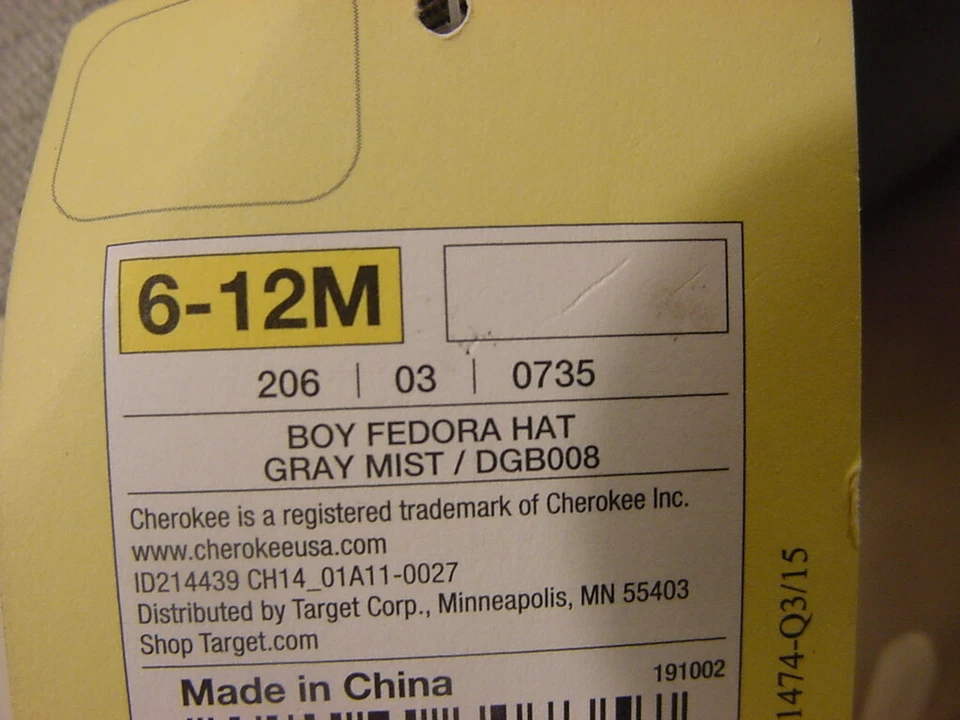 6-12M
206 | 03 | 0735
BOY FEDORA HAT
GRAY MIST / DGB008
Cherokee is a registered trademark of Cherokee Inc.
www.cherokeeusa.com
ID214439 CH14_01A11-0027
Distributed by Target Corp., Minneapolis, MN 55403
Shop Target.com
Made in China
191002
1474-Q3/15